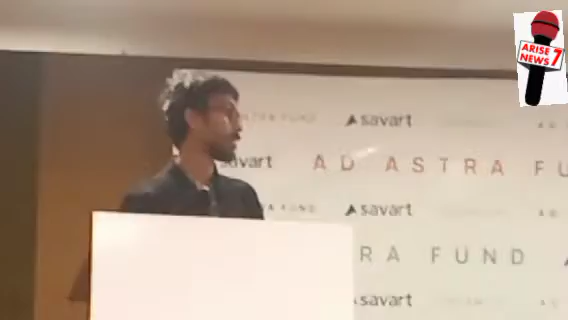 ARISE
NEWS 7
savart
savart
AD ASTRA FU
savart
RA FUND
savart